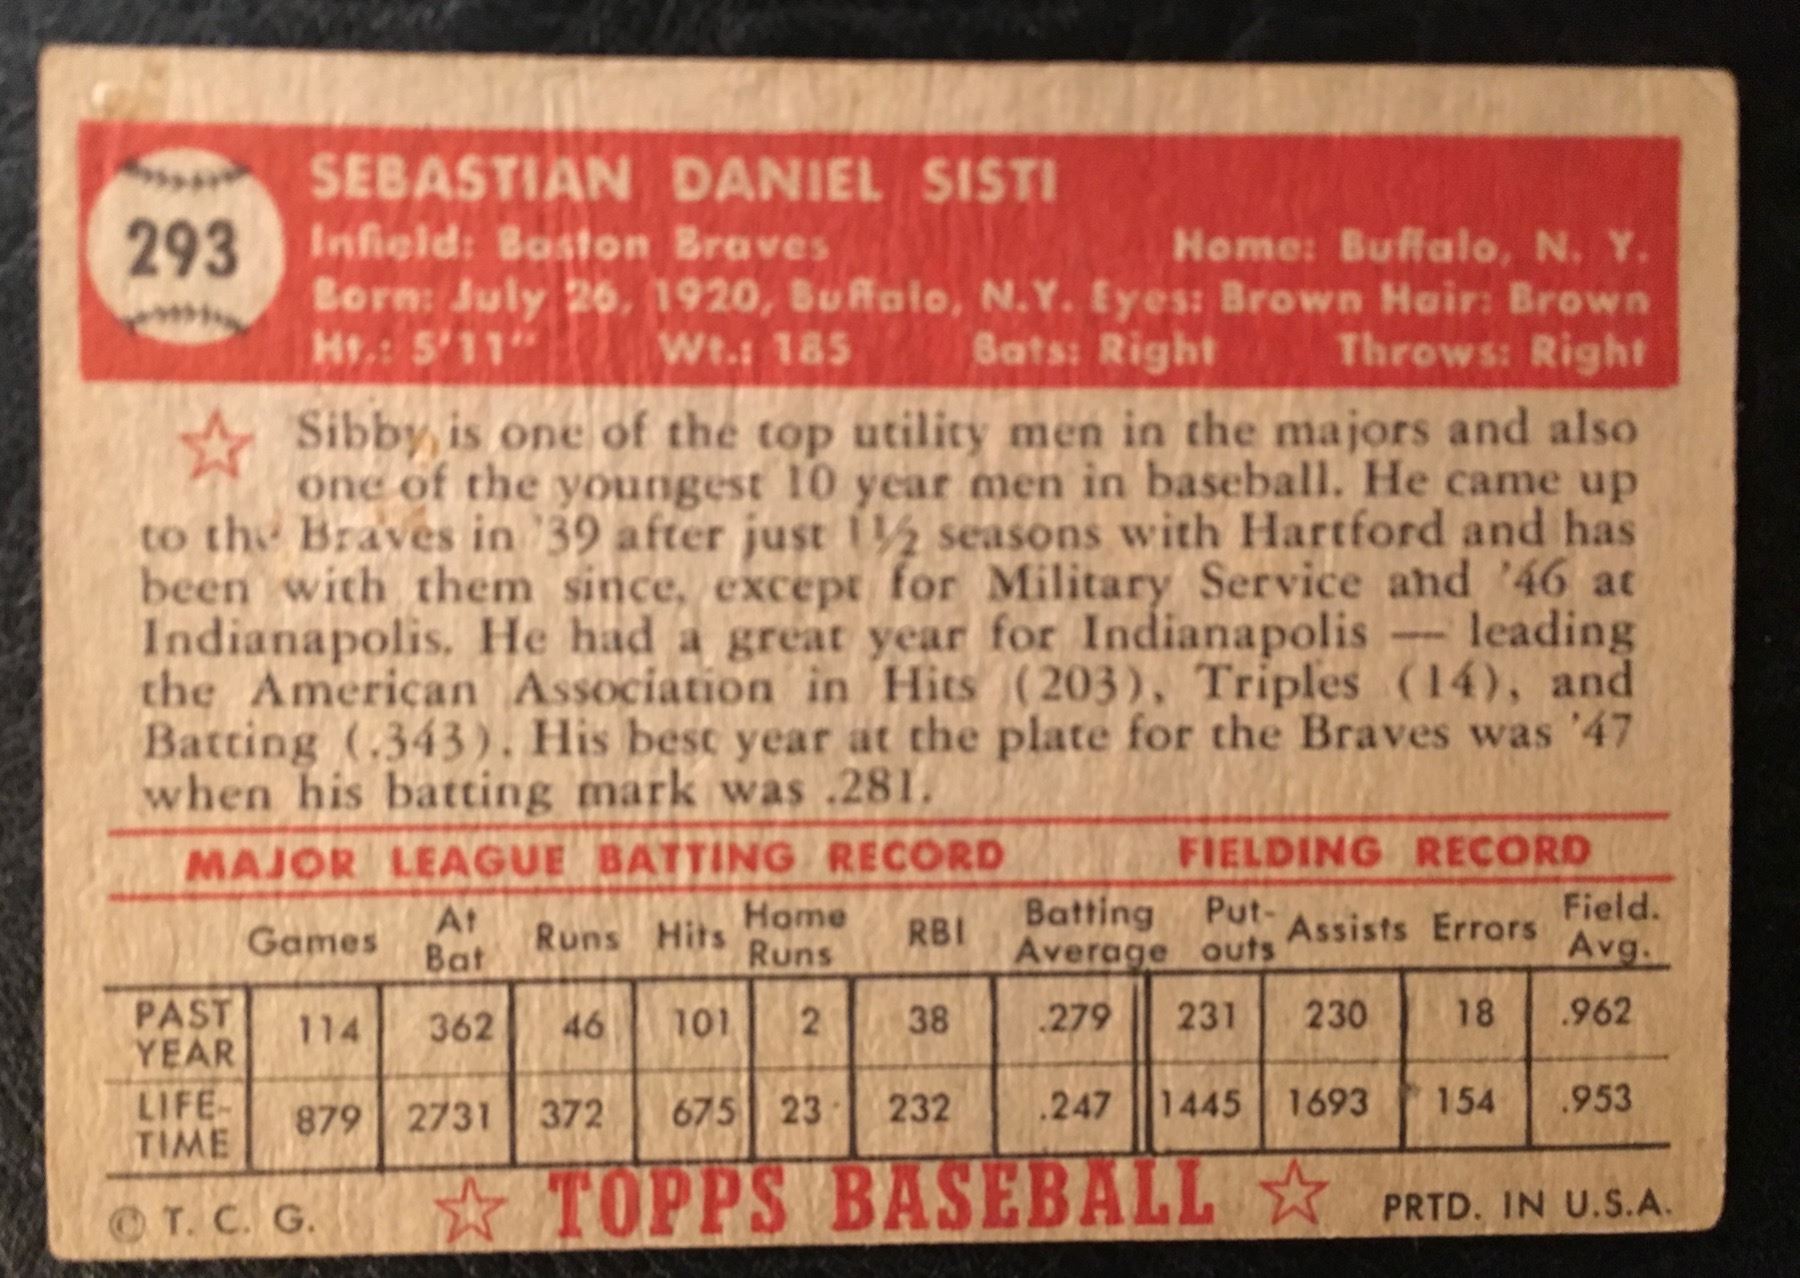 293
SEBASTIAN DANIEL SISTI
Infield: Boston Braves Home: Buffalo, N. Y.
Born: July 26, 1920, Buffalo, N.Y. Eyes: Brown Hair: Brown
Ht.: 5'11" Wt.: 185 Bats: Right Throws: Right
Sibby is one of the top utility men in the majors and also
one of the youngest 10 year men in baseball. He came up
to the Braves in '39 after just 1½ seasons with Hartford and has
been with them since, except for Military Service and '46 at
Indianapolis. He had a great year for Indianapolis — leading
the American Association in Hits (203), Triples (14), and
Batting (.343). His best year at the plate for the Braves was '47
when his batting mark was .281.
MAJOR LEAGUE BATTING RECORD FIELDING RECORD
Games At Bat Runs Hits Home Runs RBI Batting Average Put-outs Assists Errors Field. Avg.
PAST YEAR 114 362 46 101 2 38 .279 231 230 18 .962
LIFE-TIME 879 2731 372 675 23 232 .247 1445 1693 154 .953
© T. C. G. TOPPS BASEBALL PRTD. IN U.S.A.